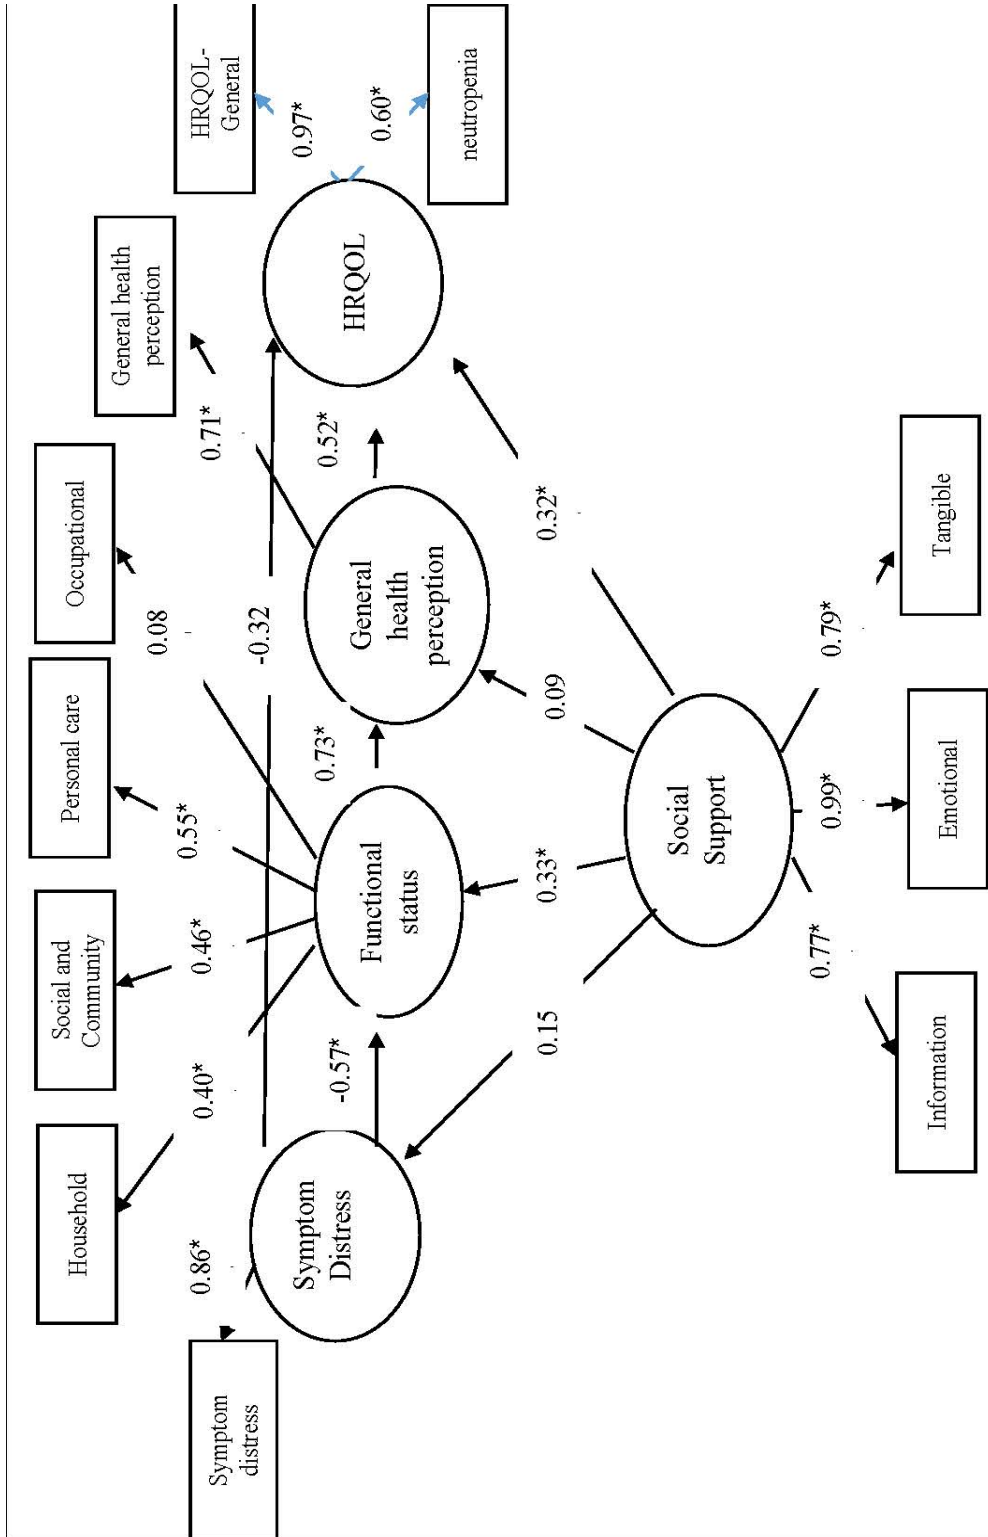 Household
Social and
Community
Personal care
Occupational
General health
perception
HRQOL-
General
Symptom
distress
0.86*
0.40*
0.46*
0.55*
0.08
0.71*
0.97*
-0.32
0.60*
neutropenia
Symptom
Distress
-0.57*
Functional
status
0.73*
General
health
perception
0.52*
HRQOL
0.15
0.33*
0.09
0.32*
Social
Support
0.77*
0.99*
0.79*
Information
Emotional
Tangible